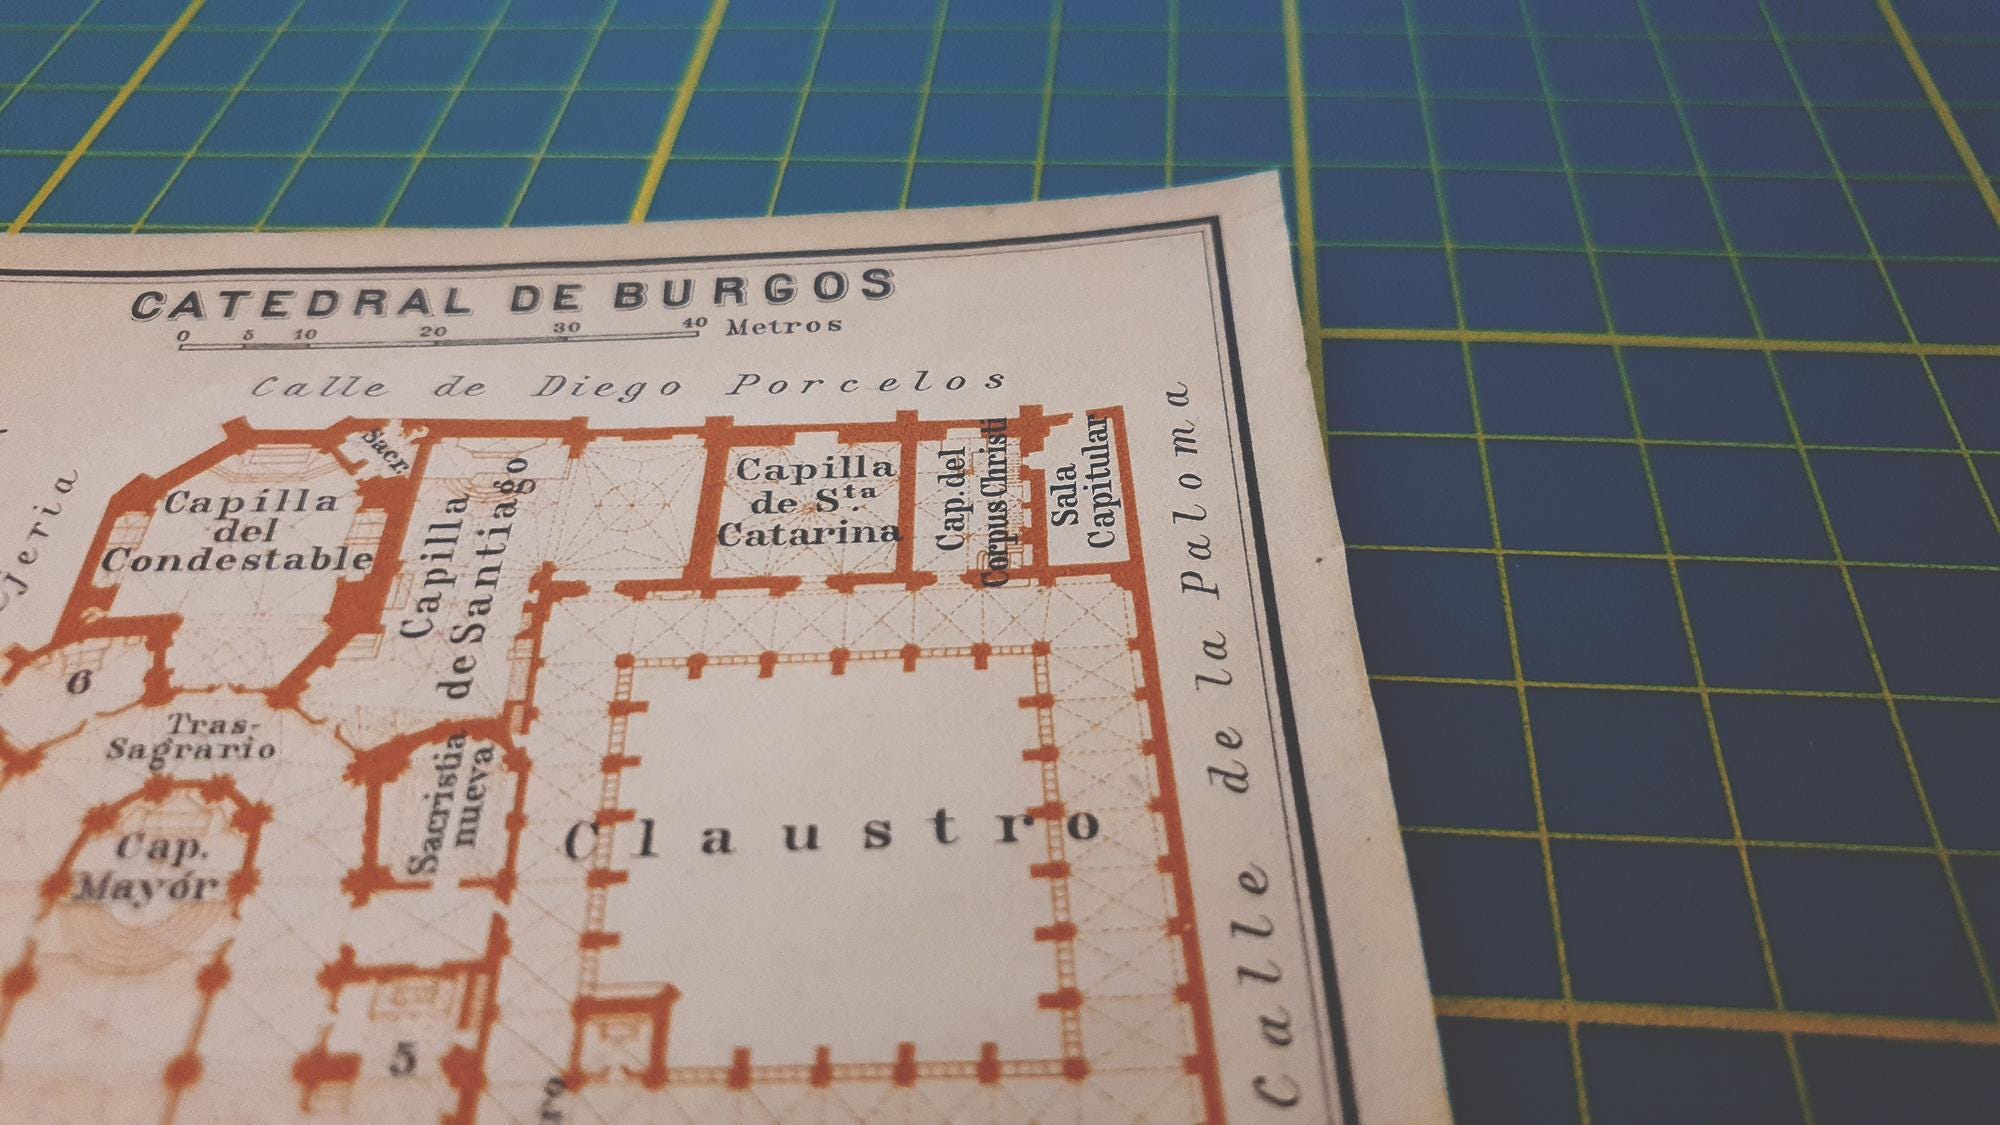 CATEDRAL DE BURGOS
0 5 10 20 30 40 Metros
Calle de Diego Porcelos
Sacr.
Capilla
del
Condestable
Capilla
de Santiago
Capilla
de Sta.
Catarina
Cap. del
Corpus Christi
Sala
Capitular
Calle de la Paloma
6
Tras-
Sagrario
Sacristia
nueva
Cap.
Mayór
Claustro
5